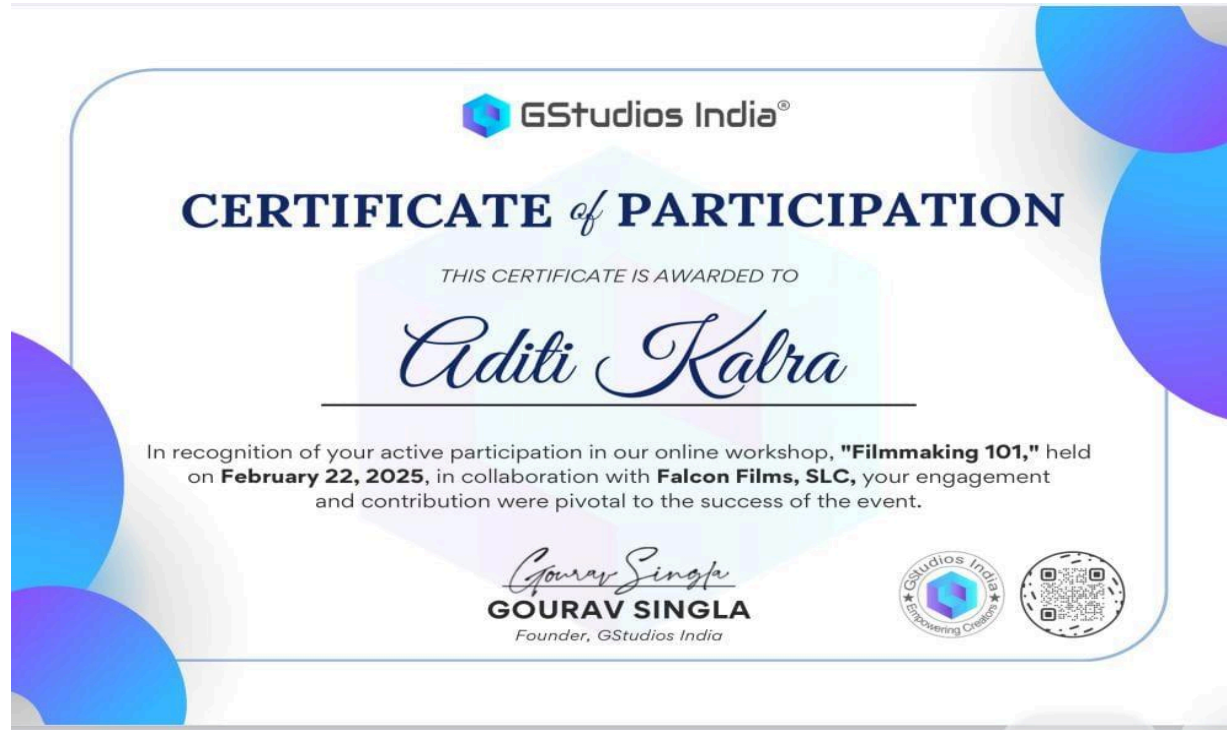 GStudios India®
CERTIFICATE of PARTICIPATION
THIS CERTIFICATE IS AWARDED TO
Aditi Kalra
In recognition of your active participation in our online workshop, "Filmmaking 101," held
on February 22, 2025, in collaboration with Falcon Films, SLC, your engagement
and contribution were pivotal to the success of the event.
Gourav Singla
GOURAV SINGLA
Founder, GStudios India
GStudios India
Empowering Creators